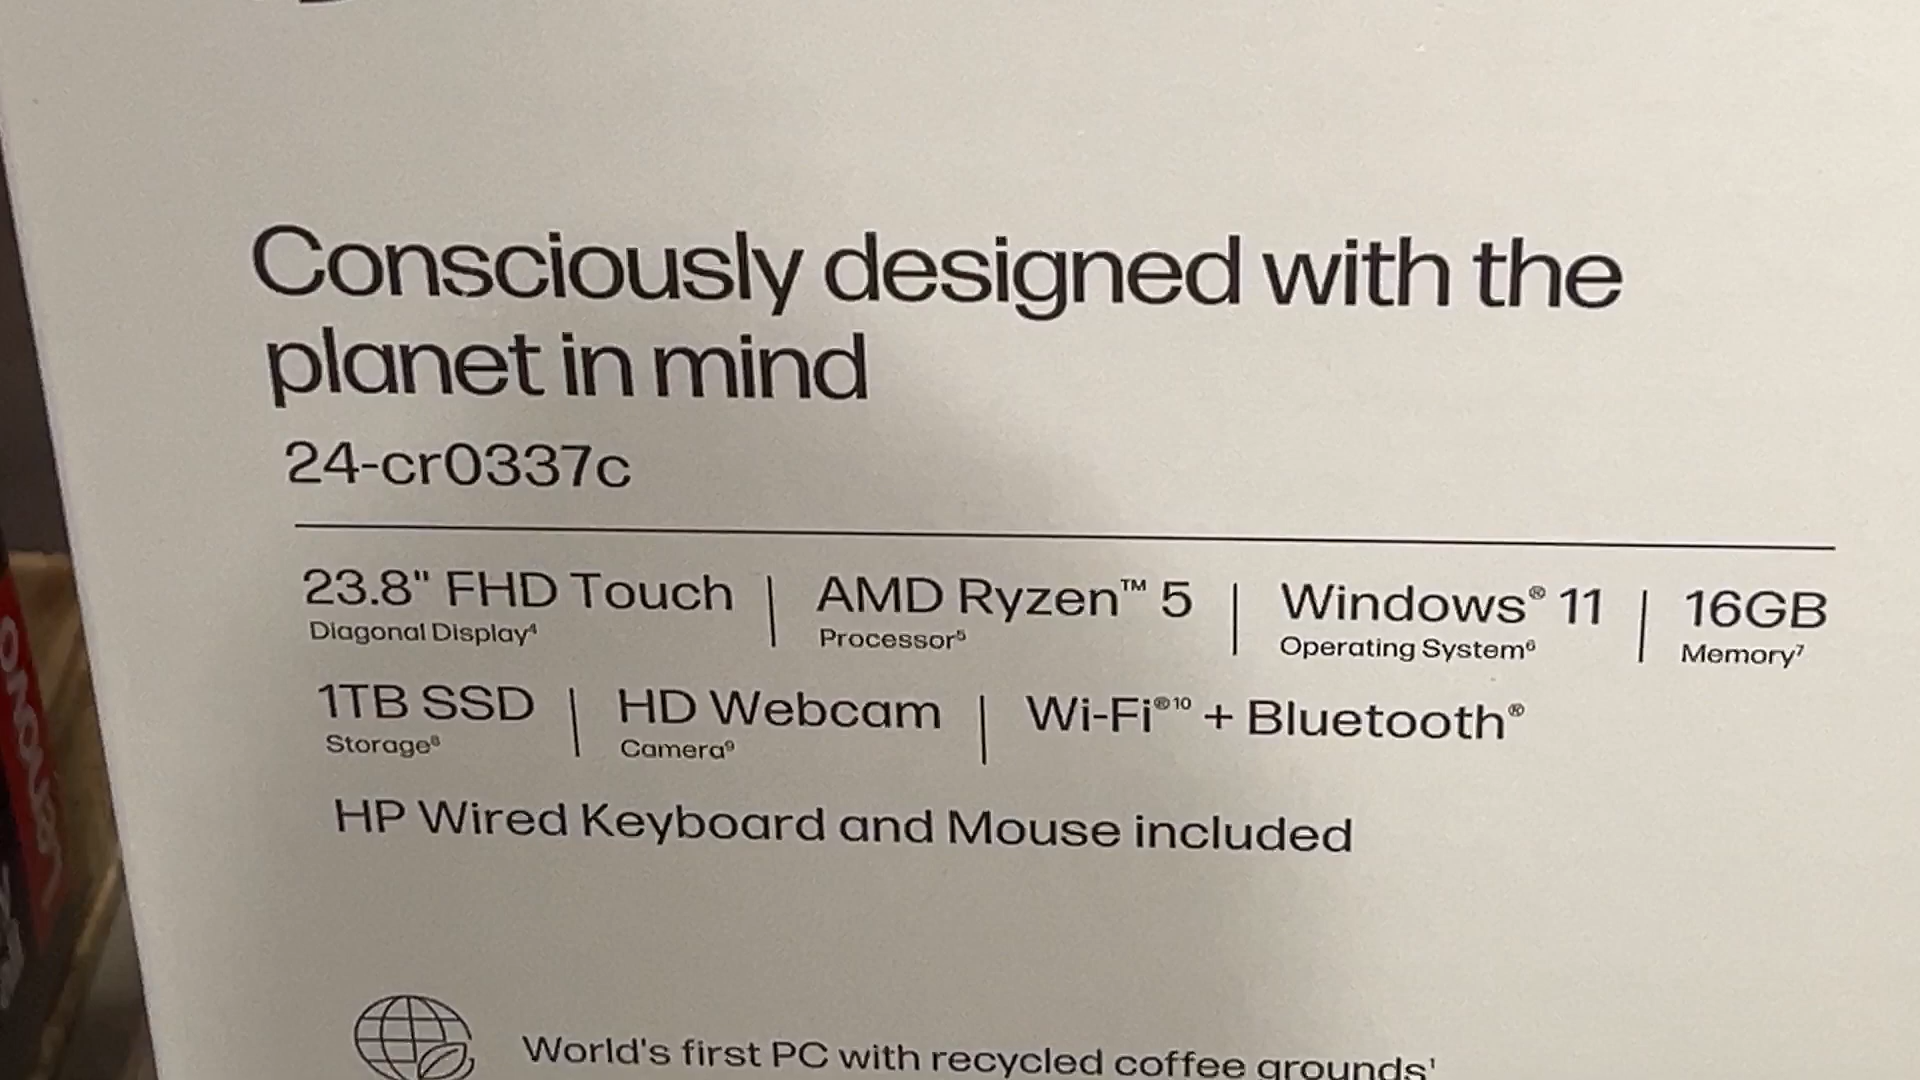 Consciously designed with the
planet in mind
24-cr0337c
23.8" FHD Touch | AMD Ryzen™ 5 | Windows® 11 | 16GB
Diagonal Display⁴ Processor⁵ Operating System⁶ Memory⁷
1TB SSD | HD Webcam | Wi-Fi®¹⁰ + Bluetooth®
Storage⁸ Camera⁹
HP Wired Keyboard and Mouse included
World's first PC with recycled coffee grounds¹